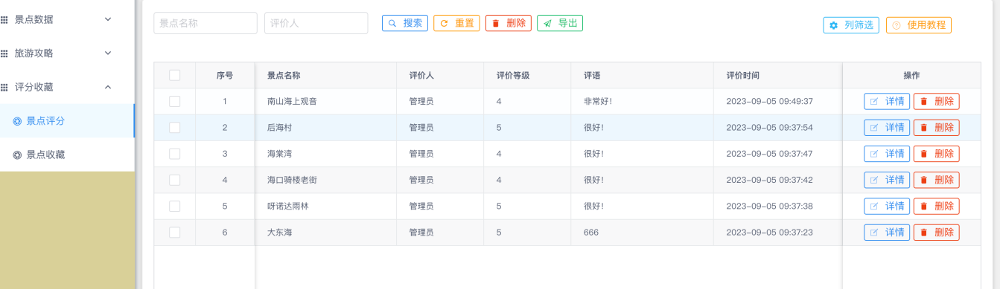 景点数据
旅游攻略
评分收藏
景点评分
景点收藏
景点名称 评价人 搜索 重置 删除 导出 列筛选 使用教程
序号 景点名称 评价人 评价等级 评语 评价时间 操作
1 南山海上观音 管理员 4 非常好! 2023-09-05 09:49:37 详情 删除
2 后海村 管理员 5 很好! 2023-09-05 09:37:54 详情 删除
3 海棠湾 管理员 4 很好! 2023-09-05 09:37:47 详情 删除
4 海口骑楼老街 管理员 4 很好! 2023-09-05 09:37:42 详情 删除
5 呀诺达雨林 管理员 5 很好! 2023-09-05 09:37:38 详情 删除
6 大东海 管理员 5 666 2023-09-05 09:37:23 详情 删除